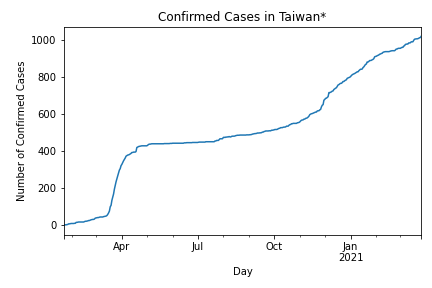 Confirmed Cases in Taiwan*
1000
800
600
400
200
0
Number of Confirmed Cases
Apr
Jul
Oct
Jan
2021
Day